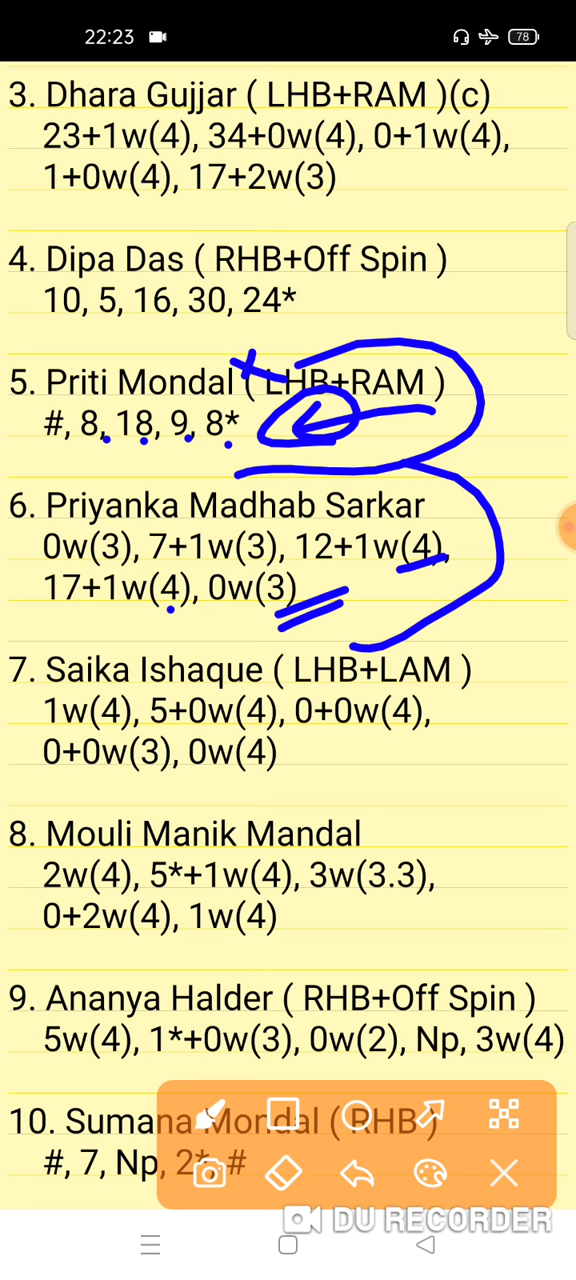 22:23
78
3. Dhara Gujjar ( LHB+RAM )(c)
23+1w(4), 34+0w(4), 0+1w(4),
1+0w(4), 17+2w(3)
4. Dipa Das ( RHB+Off Spin )
10, 5, 16, 30, 24*
5. Priti Mondal ( LHB+RAM )
#, 8, 18, 9, 8*
6. Priyanka Madhab Sarkar
0w(3), 7+1w(3), 12+1w(4),
17+1w(4), 0w(3)
7. Saika Ishaque ( LHB+LAM )
1w(4), 5+0w(4), 0+0w(4),
0+0w(3), 0w(4)
8. Mouli Manik Mandal
2w(4), 5*+1w(4), 3w(3.3),
0+2w(4), 1w(4)
9. Ananya Halder ( RHB+Off Spin )
5w(4), 1*+0w(3), 0w(2), Np, 3w(4)
10. Sumana Mondal ( RHB )
#, 7, Np, 2*, #
DU RECORDER